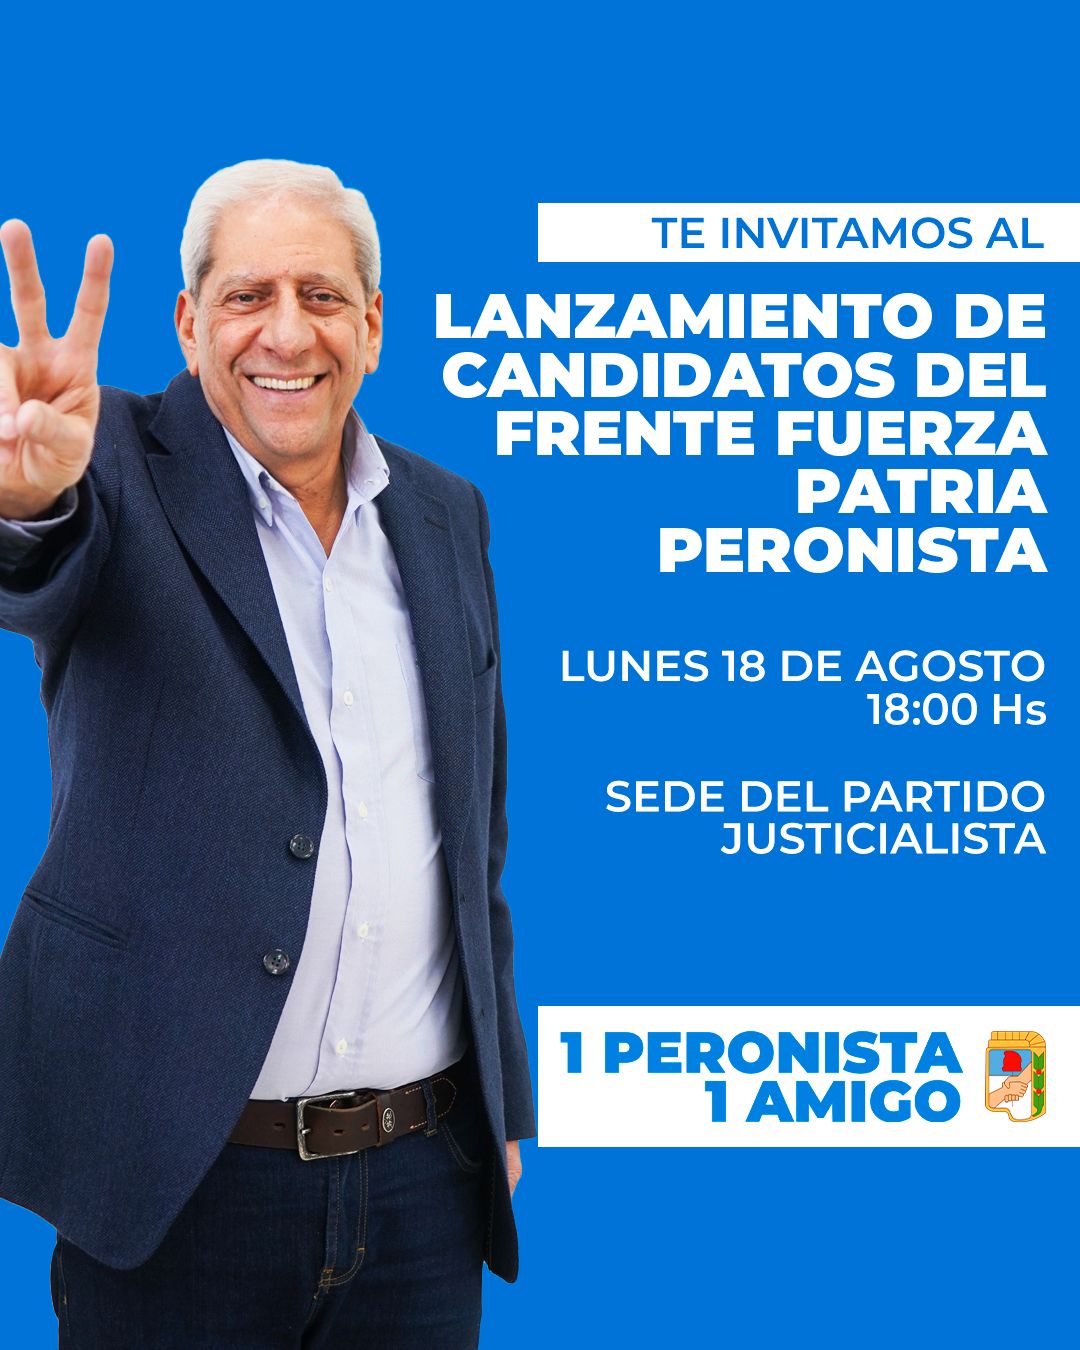 TE INVITAMOS AL
LANZAMIENTO DE
CANDIDATOS DEL
FRENTE FUERZA
PATRIA
PERONISTA
LUNES 18 DE AGOSTO
18:00 Hs
SEDE DEL PARTIDO
JUSTICIALISTA
1 PERONISTA
1 AMIGO